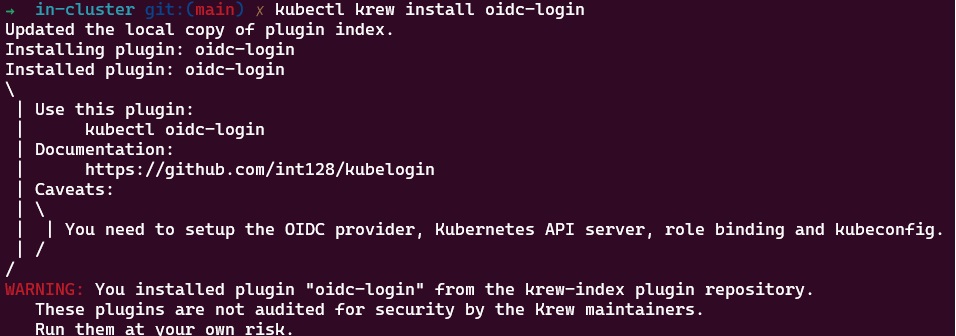 → in-cluster git:(main) ✗ kubectl krew install oidc-login
Updated the local copy of plugin index.
Installing plugin: oidc-login
Installed plugin: oidc-login
\
 | Use this plugin:
 |      kubectl oidc-login
 | Documentation:
 |      https://github.com/int128/kubelogin
 | Caveats:
 | \
 |  | You need to setup the OIDC provider, Kubernetes API server, role binding and kubeconfig.
 | /
/
WARNING: You installed plugin "oidc-login" from the krew-index plugin repository.
   These plugins are not audited for security by the Krew maintainers.
   Run them at your own risk.